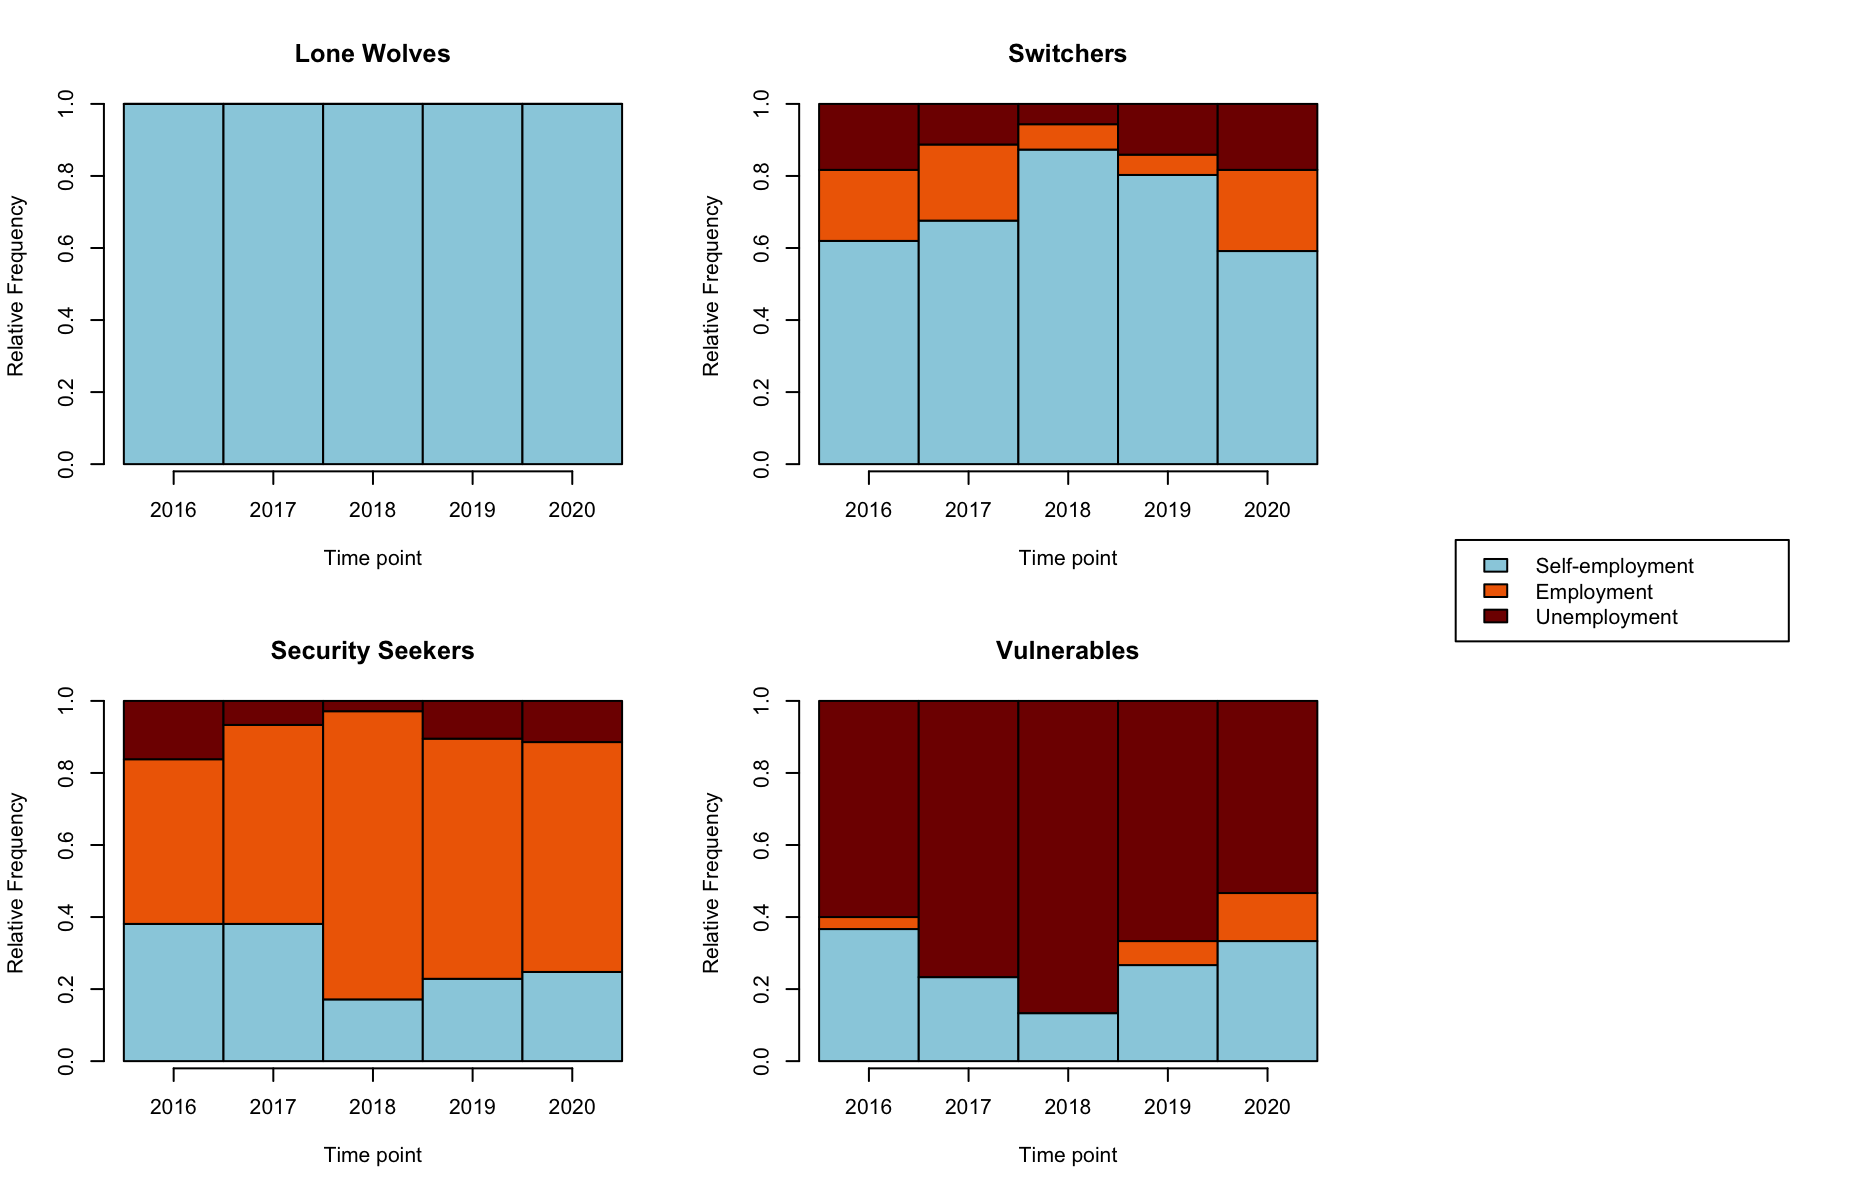 Lone Wolves
Relative Frequency
0.0 0.2 0.4 0.6 0.8 1.0
2016 2017 2018 2019 2020
Time point
Switchers
Relative Frequency
0.0 0.2 0.4 0.6 0.8 1.0
2016 2017 2018 2019 2020
Time point
Self-employment
Employment
Unemployment
Security Seekers
Relative Frequency
0.0 0.2 0.4 0.6 0.8 1.0
2016 2017 2018 2019 2020
Time point
Vulnerables
Relative Frequency
0.0 0.2 0.4 0.6 0.8 1.0
2016 2017 2018 2019 2020
Time point